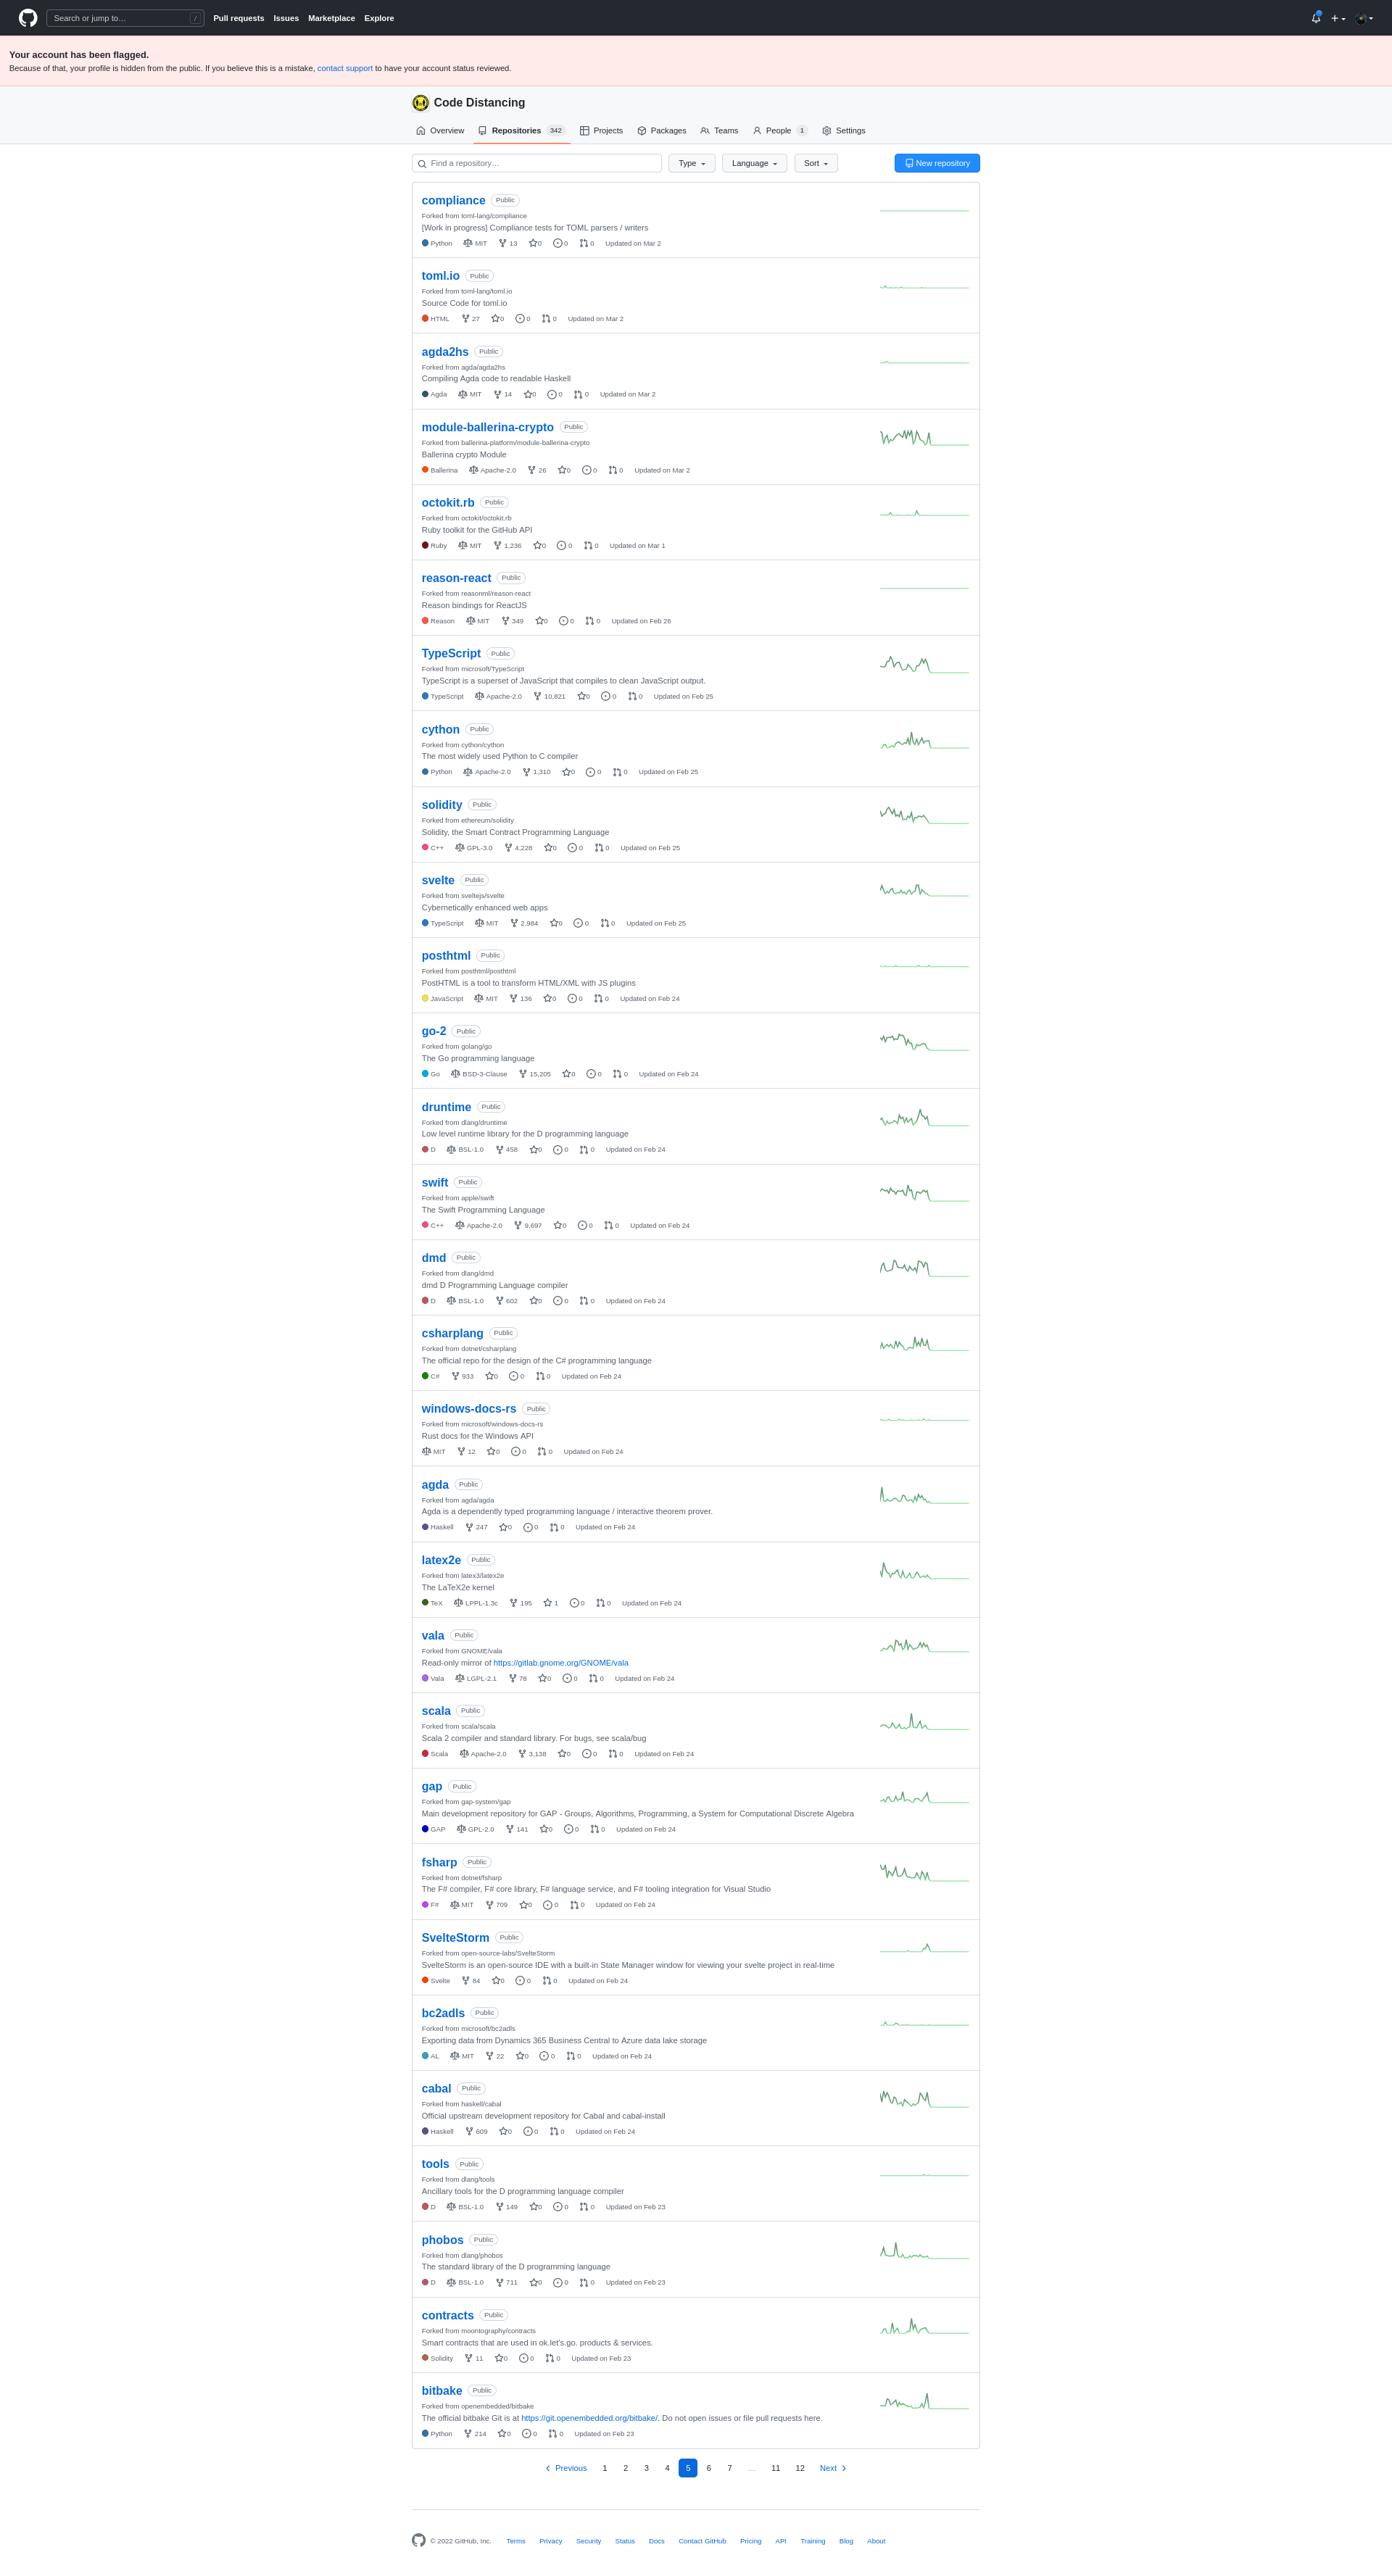 Search or jump to… /
Pull requests Issues Marketplace Explore
Your account has been flagged.
Because of that, your profile is hidden from the public. If you believe this is a mistake, contact support to have your account status reviewed.
Code Distancing
Overview Repositories 342 Projects Packages Teams People 1 Settings
Find a repository… Type Language Sort New repository
compliance Public
Forked from toml-lang/compliance
[Work in progress] Compliance tests for TOML parsers / writers
Python MIT 13 0 0 0 Updated on Mar 2
toml.io Public
Forked from toml-lang/toml.io
Source Code for toml.io
HTML 27 0 0 0 Updated on Mar 2
agda2hs Public
Forked from agda/agda2hs
Compiling Agda code to readable Haskell
Agda MIT 14 0 0 0 Updated on Mar 2
module-ballerina-crypto Public
Forked from ballerina-platform/module-ballerina-crypto
Ballerina crypto Module
Ballerina Apache-2.0 26 0 0 0 Updated on Mar 2
octokit.rb Public
Forked from octokit/octokit.rb
Ruby toolkit for the GitHub API
Ruby MIT 1,236 0 0 0 Updated on Mar 1
reason-react Public
Forked from reasonml/reason-react
Reason bindings for ReactJS
Reason MIT 349 0 0 0 Updated on Feb 26
TypeScript Public
Forked from microsoft/TypeScript
TypeScript is a superset of JavaScript that compiles to clean JavaScript output.
TypeScript Apache-2.0 10,821 0 0 0 Updated on Feb 25
cython Public
Forked from cython/cython
The most widely used Python to C compiler
Python Apache-2.0 1,310 0 0 0 Updated on Feb 25
solidity Public
Forked from ethereum/solidity
Solidity, the Smart Contract Programming Language
C++ GPL-3.0 4,228 0 0 0 Updated on Feb 25
svelte Public
Forked from sveltejs/svelte
Cybernetically enhanced web apps
TypeScript MIT 2,984 0 0 0 Updated on Feb 25
posthtml Public
Forked from posthtml/posthtml
PostHTML is a tool to transform HTML/XML with JS plugins
JavaScript MIT 136 0 0 0 Updated on Feb 24
go-2 Public
Forked from golang/go
The Go programming language
Go BSD-3-Clause 15,205 0 0 0 Updated on Feb 24
druntime Public
Forked from dlang/druntime
Low level runtime library for the D programming language
D BSL-1.0 458 0 0 0 Updated on Feb 24
swift Public
Forked from apple/swift
The Swift Programming Language
C++ Apache-2.0 9,697 0 0 0 Updated on Feb 24
dmd Public
Forked from dlang/dmd
dmd D Programming Language compiler
D BSL-1.0 602 0 0 0 Updated on Feb 24
csharplang Public
Forked from dotnet/csharplang
The official repo for the design of the C# programming language
C# 933 0 0 0 Updated on Feb 24
windows-docs-rs Public
Forked from microsoft/windows-docs-rs
Rust docs for the Windows API
MIT 12 0 0 0 Updated on Feb 24
agda Public
Forked from agda/agda
Agda is a dependently typed programming language / interactive theorem prover.
Haskell 247 0 0 0 Updated on Feb 24
latex2e Public
Forked from latex3/latex2e
The LaTeX2e kernel
TeX LPPL-1.3c 195 1 0 0 Updated on Feb 24
vala Public
Forked from GNOME/vala
Read-only mirror of https://gitlab.gnome.org/GNOME/vala
Vala LGPL-2.1 78 0 0 0 Updated on Feb 24
scala Public
Forked from scala/scala
Scala 2 compiler and standard library. For bugs, see scala/bug
Scala Apache-2.0 3,138 0 0 0 Updated on Feb 24
gap Public
Forked from gap-system/gap
Main development repository for GAP - Groups, Algorithms, Programming, a System for Computational Discrete Algebra
GAP GPL-2.0 141 0 0 0 Updated on Feb 24
fsharp Public
Forked from dotnet/fsharp
The F# compiler, F# core library, F# language service, and F# tooling integration for Visual Studio
F# MIT 709 0 0 0 Updated on Feb 24
SvelteStorm Public
Forked from open-source-labs/SvelteStorm
SvelteStorm is an open-source IDE with a built-in State Manager window for viewing your svelte project in real-time
Svelte 84 0 0 0 Updated on Feb 24
bc2adls Public
Forked from microsoft/bc2adls
Exporting data from Dynamics 365 Business Central to Azure data lake storage
AL MIT 22 0 0 0 Updated on Feb 24
cabal Public
Forked from haskell/cabal
Official upstream development repository for Cabal and cabal-install
Haskell 609 0 0 0 Updated on Feb 24
tools Public
Forked from dlang/tools
Ancillary tools for the D programming language compiler
D BSL-1.0 149 0 0 0 Updated on Feb 23
phobos Public
Forked from dlang/phobos
The standard library of the D programming language
D BSL-1.0 711 0 0 0 Updated on Feb 23
contracts Public
Forked from moontography/contracts
Smart contracts that are used in ok.let's.go. products & services.
Solidity 11 0 0 0 Updated on Feb 23
bitbake Public
Forked from openembedded/bitbake
The official bitbake Git is at https://git.openembedded.org/bitbake/. Do not open issues or file pull requests here.
Python 214 0 0 0 Updated on Feb 23
Previous 1 2 3 4 5 6 7 … 11 12 Next
© 2022 GitHub, Inc. Terms Privacy Security Status Docs Contact GitHub Pricing API Training Blog About